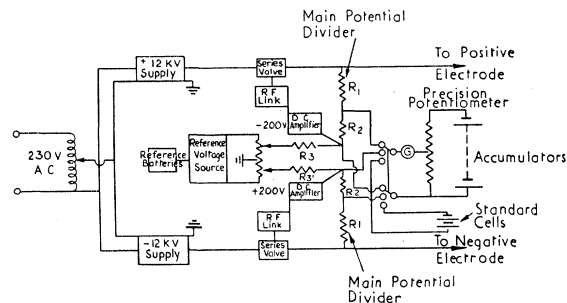 Main Potential
Divider
+ 12 KV
Supply
Series
Valve
To Positive
Electrode
R F
Link
R1
Precision
Potentiometer
D C
Amplifier
-200V
R2
230 V
A C
Reference
Batteries
Reference
Voltage
Source
R3
G
Accumulators
R3'
+200V
D C
Amplifier
R2
R F
Link
R1
Standard
Cells
-12 KV
Supply
Series
Valve
To Negative
Electrode
Main Potential
Divider